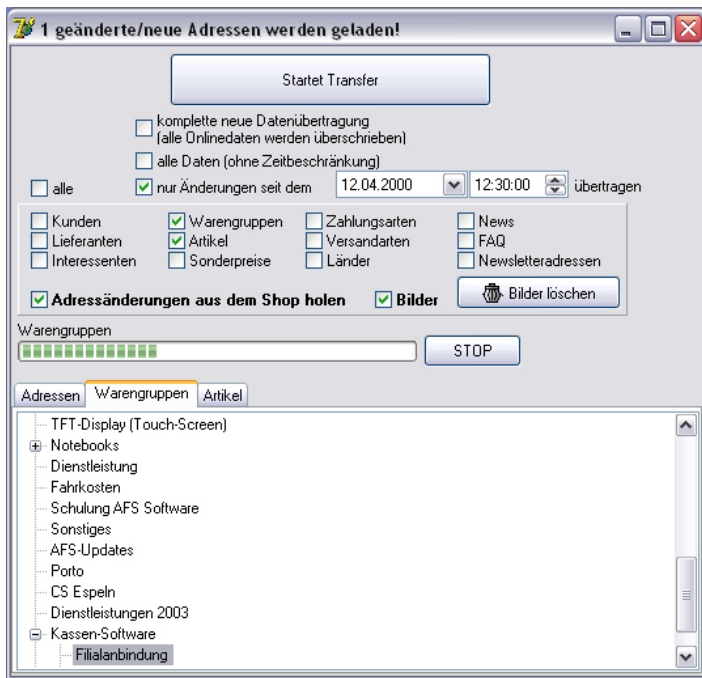 1 geänderte/neue Adressen werden geladen!
Startet Transfer
komplette neue Datenübertragung
(alle Onlinedaten werden überschrieben)
alle Daten (ohne Zeitbeschränkung)
alle nur Änderungen seit dem 12.04.2000 12:30:00 übertragen
Kunden Warengruppen Zahlungsarten News
Lieferanten Artikel Versandarten FAQ
Interessenten Sonderpreise Länder Newsletteradressen
Adressänderungen aus dem Shop holen Bilder Bilder löschen
Warengruppen
STOP
Adressen Warengruppen Artikel
TFT-Display (Touch-Screen)
Notebooks
Dienstleistung
Fahrkosten
Schulung AFS Software
Sonstiges
AFS-Updates
Porto
CS Espeln
Dienstleistungen 2003
Kassen-Software
Filialanbindung